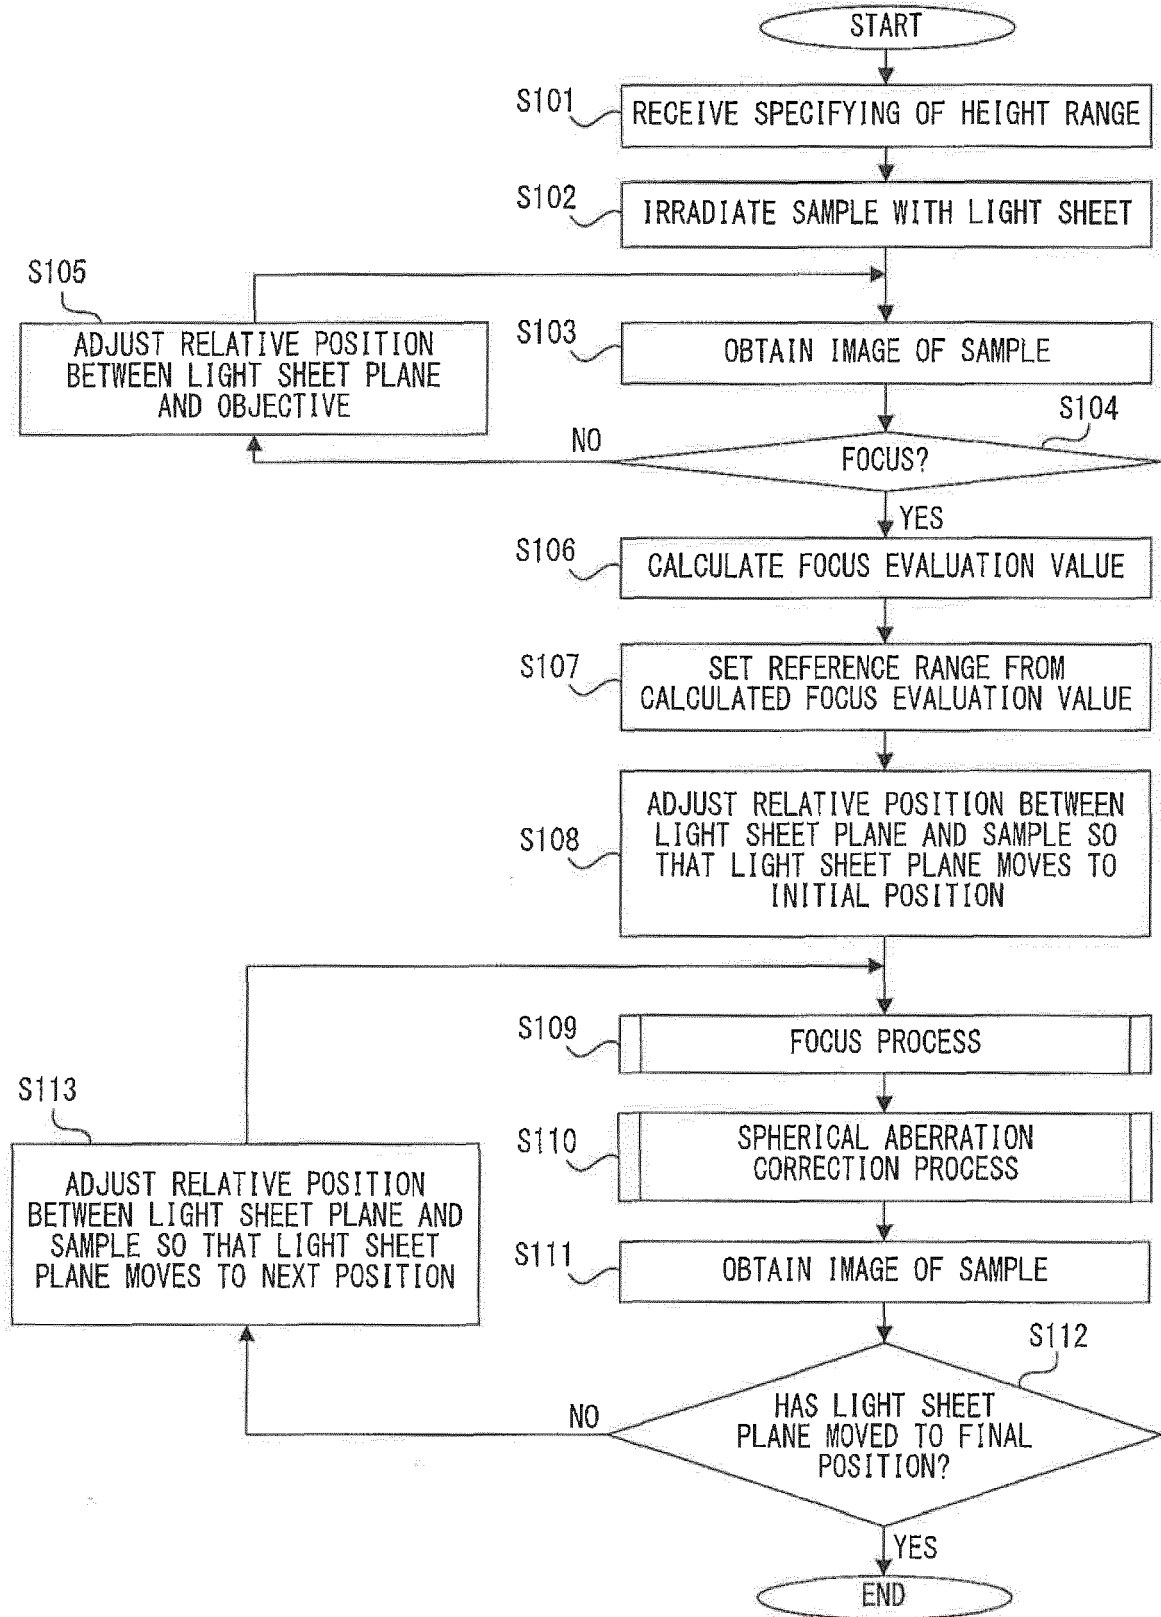 START
S101
RECEIVE SPECIFYING OF HEIGHT RANGE
S102
IRRADIATE SAMPLE WITH LIGHT SHEET
S105
ADJUST RELATIVE POSITION
BETWEEN LIGHT SHEET PLANE
AND OBJECTIVE
S103
OBTAIN IMAGE OF SAMPLE
S104
FOCUS?
NO
YES
S106
CALCULATE FOCUS EVALUATION VALUE
S107
SET REFERENCE RANGE FROM
CALCULATED FOCUS EVALUATION VALUE
S108
ADJUST RELATIVE POSITION BETWEEN
LIGHT SHEET PLANE AND SAMPLE SO
THAT LIGHT SHEET PLANE MOVES TO
INITIAL POSITION
S109
FOCUS PROCESS
S113
ADJUST RELATIVE POSITION
BETWEEN LIGHT SHEET PLANE AND
SAMPLE SO THAT LIGHT SHEET
PLANE MOVES TO NEXT POSITION
S110
SPHERICAL ABERRATION
CORRECTION PROCESS
S111
OBTAIN IMAGE OF SAMPLE
S112
HAS LIGHT SHEET
PLANE MOVED TO FINAL
POSITION?
NO
YES
END